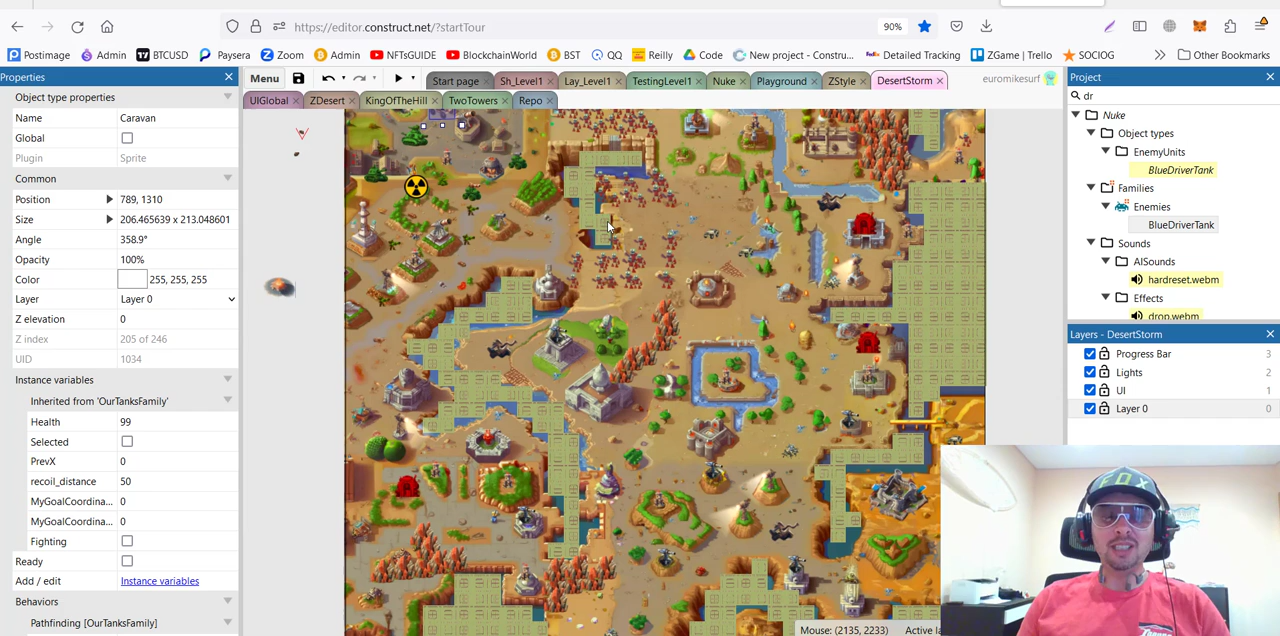 https://editor.construct.net/?startTour
90%
Postimage
Admin
BTCUSD
Paysera
Zoom
Admin
NFTsGUIDE
BlockchainWorld
BST
QQ
Reilly
Code
New project - Constru...
Detailed Tracking
ZGame | Trello
SOCIOG
Other Bookmarks
Properties
Menu
Start page
Sh_Level1
Lay_Level1
TestingLevel1
Nuke
Playground
ZStyle
DesertStorm
euromikesurf
UIGlobal
ZDesert
KingOfTheHill
TwoTowers
Repo
Object type properties
Name Caravan
Global
Plugin Sprite
Common
Position 789, 1310
Size 206.465639 x 213.048601
Angle 358.9°
Opacity 100%
Color 255, 255, 255
Layer Layer 0
Z elevation 0
Z index 205 of 246
UID 1034
Instance variables
Inherited from 'OurTanksFamily'
Health 99
Selected
PrevX 0
recoil_distance 50
MyGoalCoordina... 0
MyGoalCoordina... 0
Fighting
Ready
Add / edit Instance variables
Behaviors
Pathfinding [OurTanksFamily]
Mouse: (2135, 2233) Active la
Project
dr
Nuke
Object types
EnemyUnits
BlueDriverTank
Families
Enemies
BlueDriverTank
Sounds
AISounds
hardreset.webm
Effects
drop.webm
Layers - DesertStorm
Progress Bar 3
Lights 2
UI 1
Layer 0 0
FOX